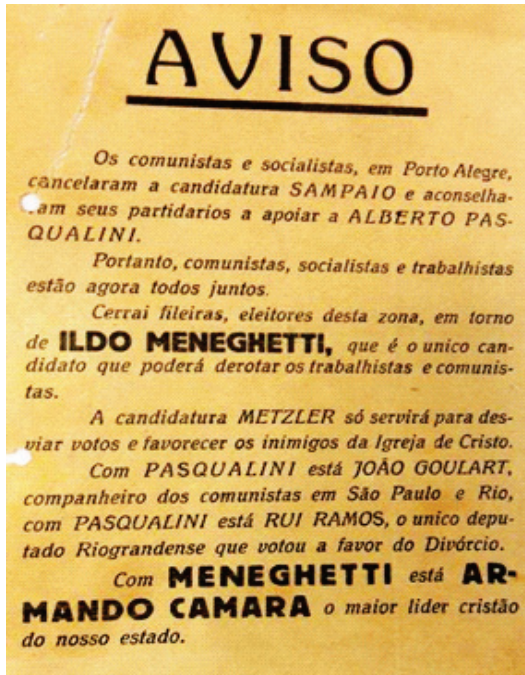 AVISO
Os comunistas e socialistas, em Porto Alegre,
cancelaram a candidatura SAMPAIO e aconselha-
am seus partidarios a apoiar a ALBERTO PAS-
QUALINI.
Portanto, comunistas, socialistas e trabalhistas
estão agora todos juntos.
Cerrai fileiras, eleitores desta zona, em torno
de ILDO MENEGHETTI, que é o unico can-
didato que poderá derotar os trabalhistas e comunis-
tas.
A candidatura METZLER só servirá para des-
viar votos e favorecer os inimigos da Igreja de Cristo.
Com PASQUALINI está JOÃO GOULART,
companheiro dos comunistas em São Paulo e Rio,
com PASQUALINI está RUI RAMOS, o unico depu-
tado Riograndense que votou a favor do Divórcio.
Com MENEGHETTI está AR-
MANDO CAMARA o maior lider cristão
do nosso estado.